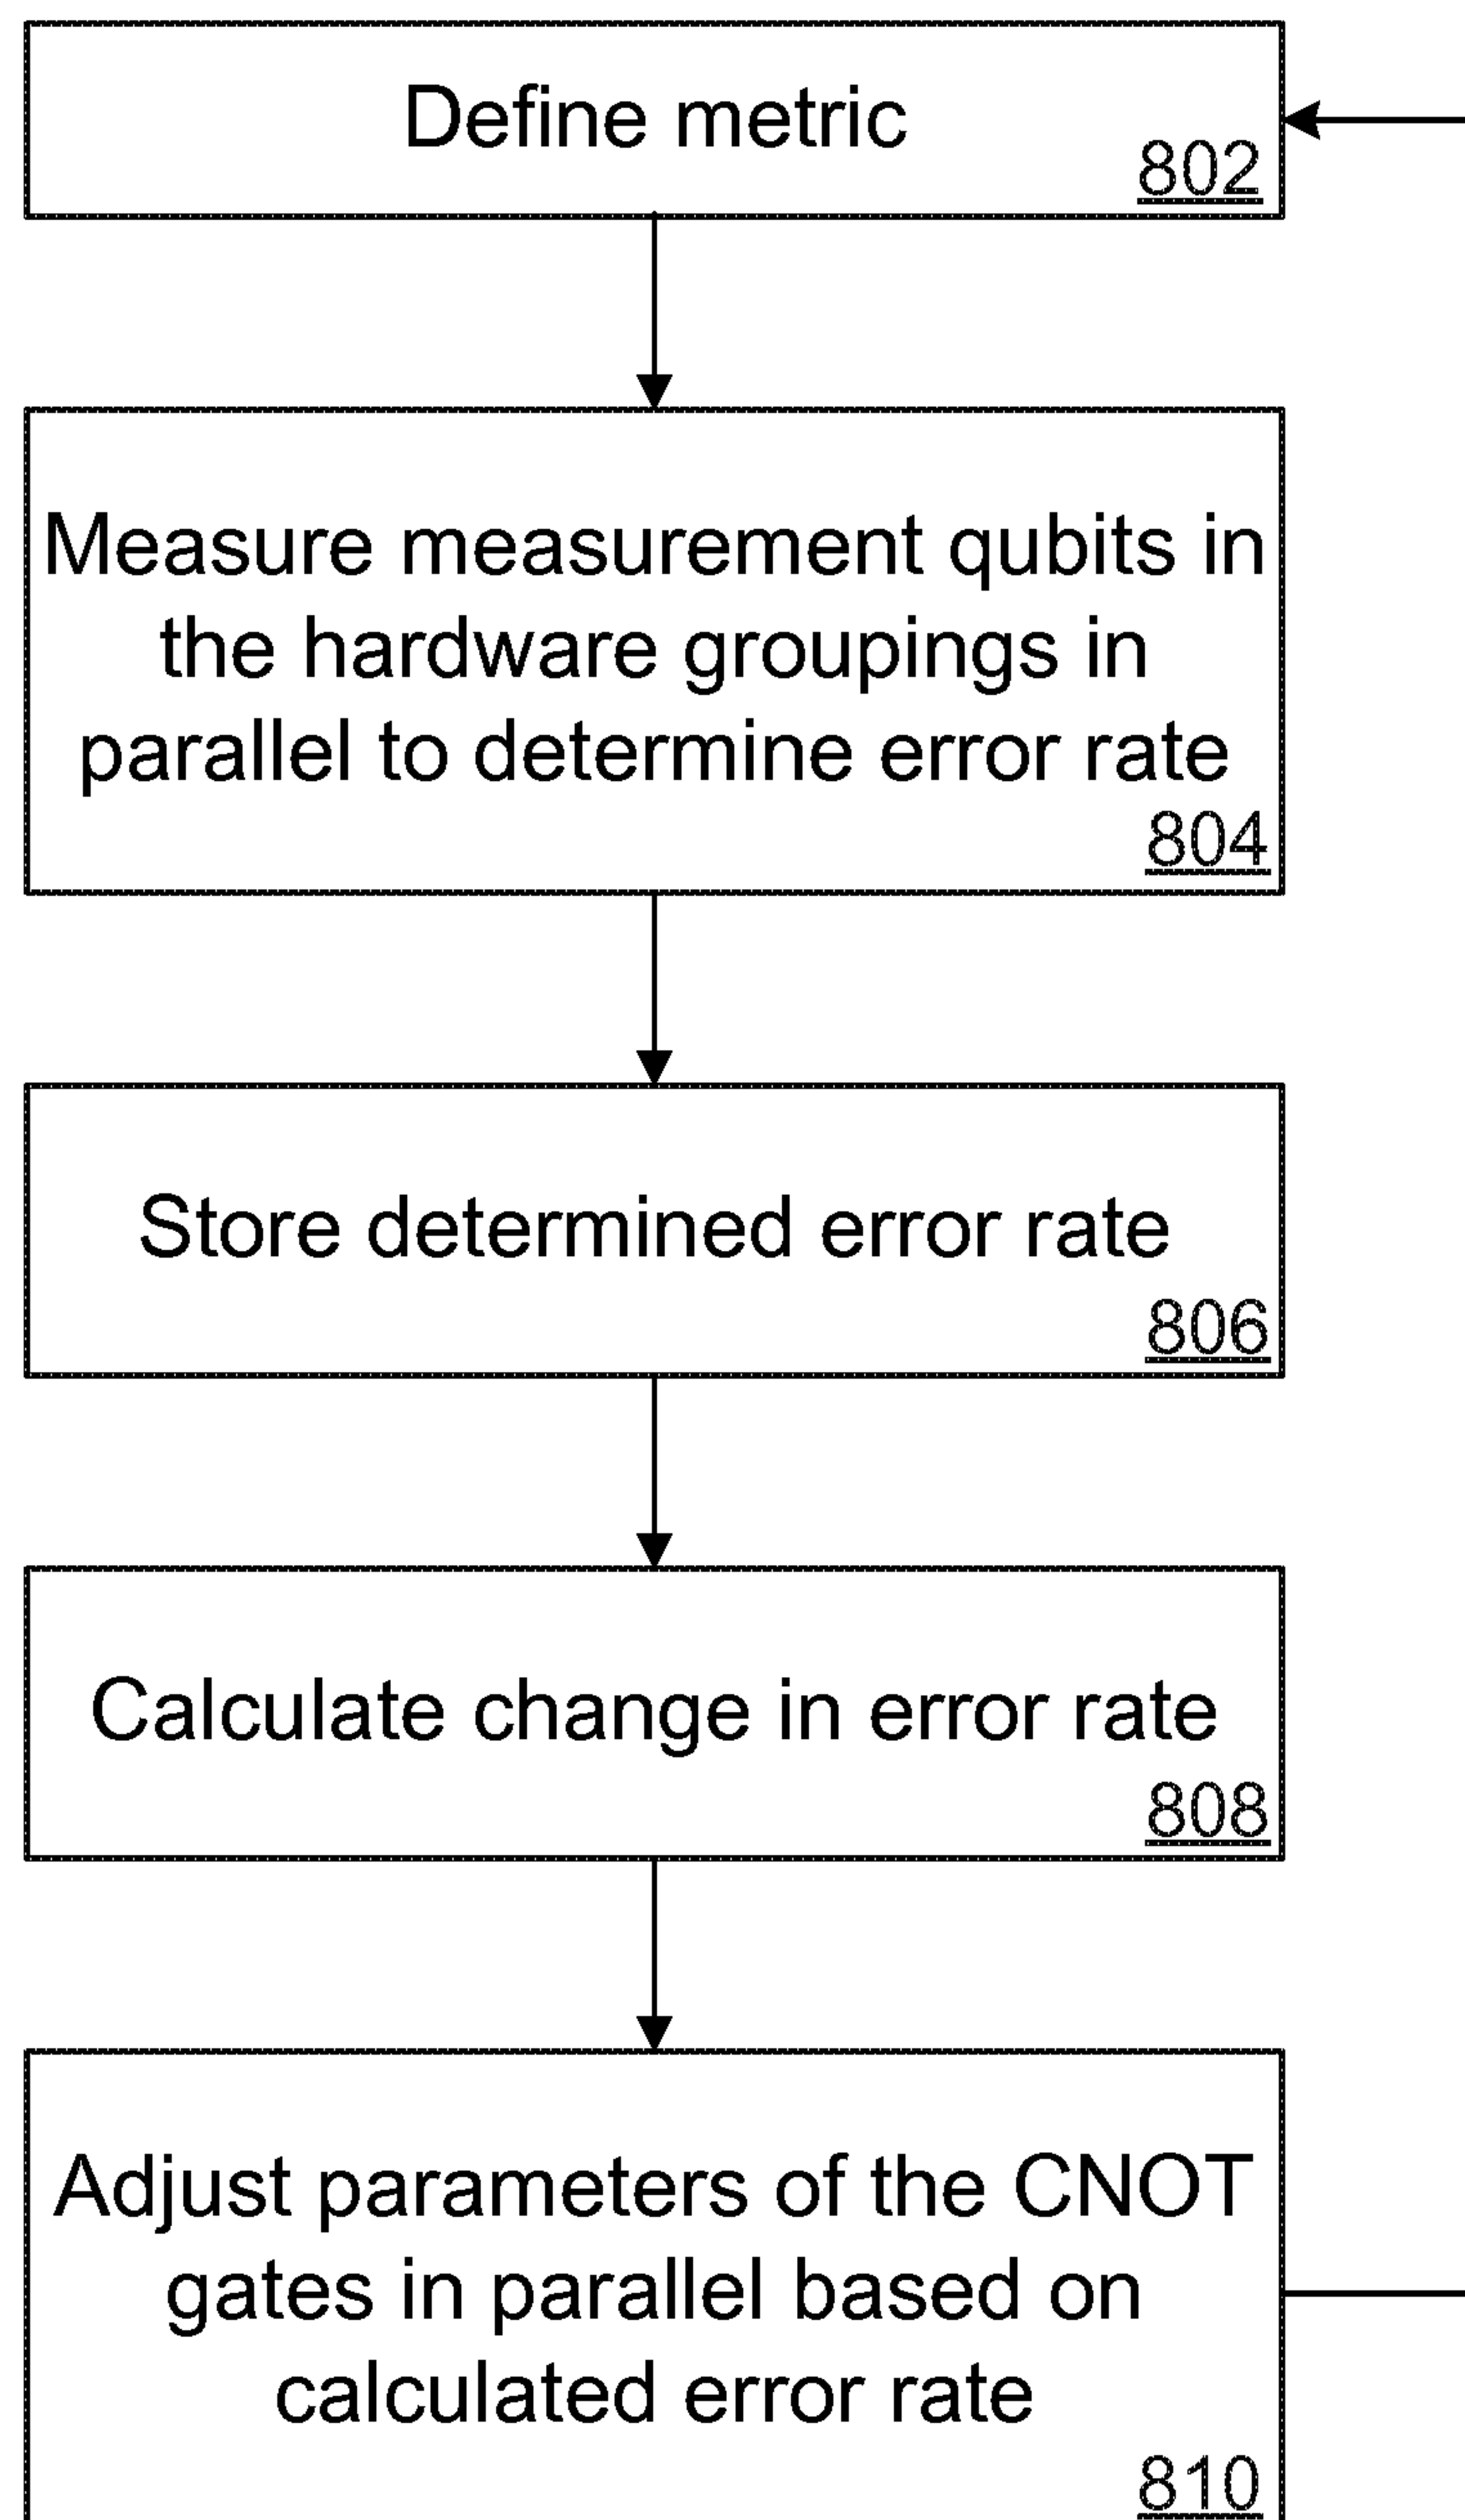 Define metric
802
Measure measurement qubits in
the hardware groupings in
parallel to determine error rate
804
Store determined error rate
806
Calculate change in error rate
808
Adjust parameters of the CNOT
gates in parallel based on
calculated error rate
810